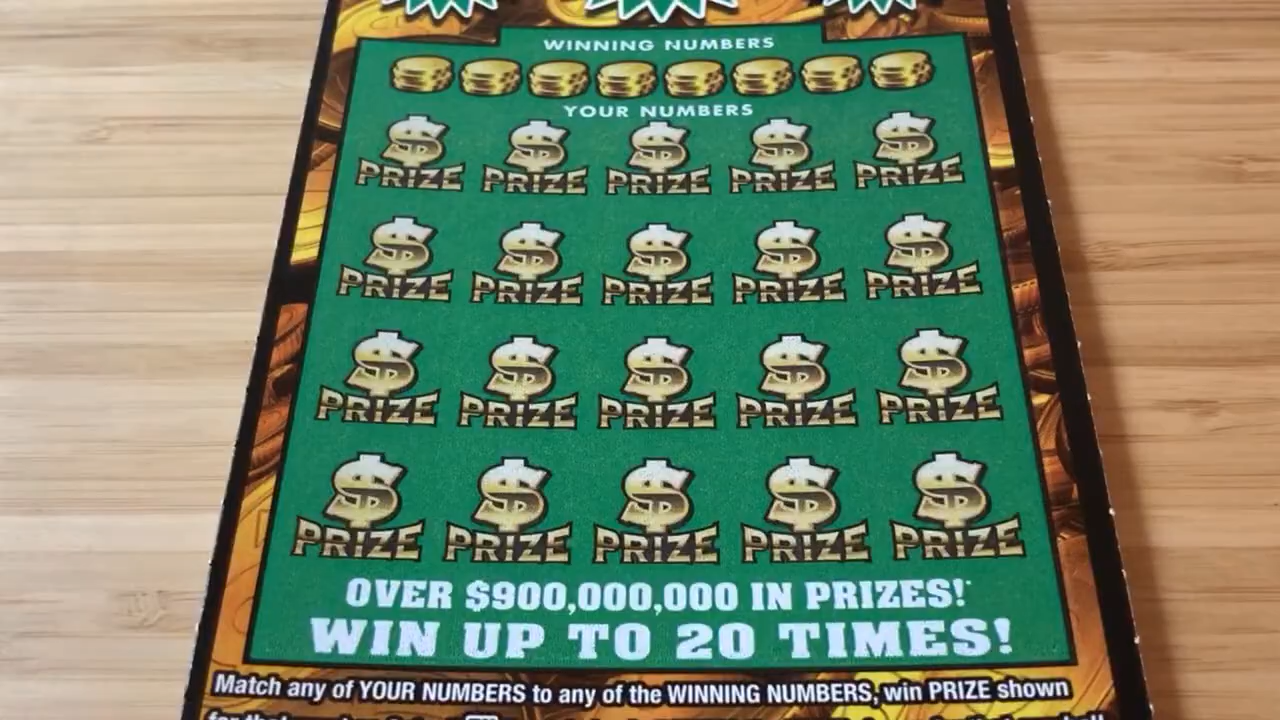 WINNING NUMBERS
YOUR NUMBERS
$ $ $ $ $
PRIZE PRIZE PRIZE PRIZE PRIZE
$ $ $ $ $
PRIZE PRIZE PRIZE PRIZE PRIZE
$ $ $ $ $
PRIZE PRIZE PRIZE PRIZE PRIZE
$ $ $ $ $
PRIZE PRIZE PRIZE PRIZE PRIZE
OVER $900,000,000 IN PRIZES!*
WIN UP TO 20 TIMES!
Match any of YOUR NUMBERS to any of the WINNING NUMBERS, win PRIZE shown